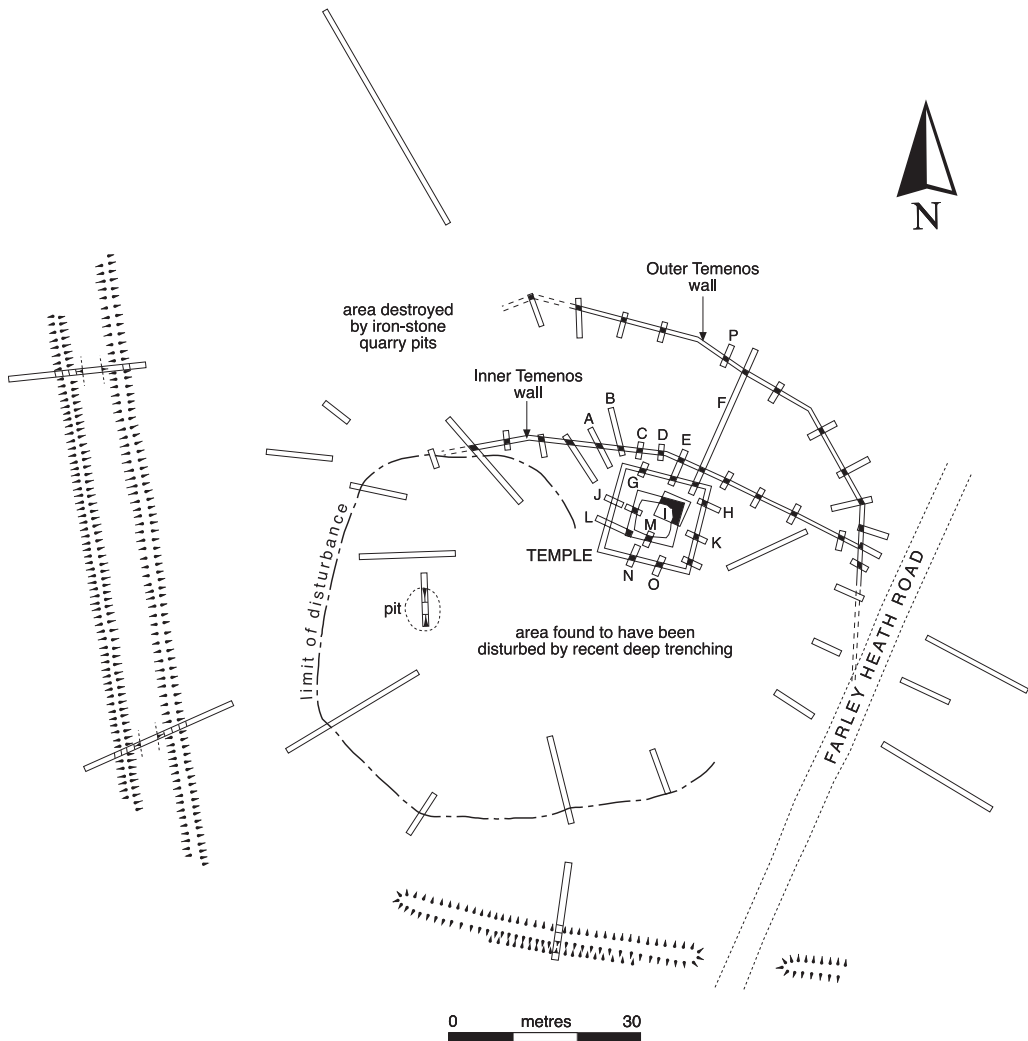 N
Outer Temenos
wall
area destroyed
by iron-stone
quarry pits
P
Inner Temenos
wall
B
A
F
C
D
E
G
J
I
H
L
M
K
TEMPLE
N
O
limit of disturbance
pit
area found to have been
disturbed by recent deep trenching
FARLEY HEATH ROAD
0 metres 30